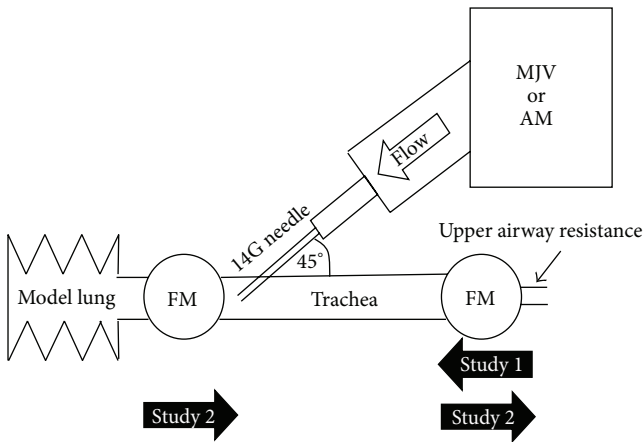 MJV
or
AM
Flow
14G needle
45°
Upper airway resistance
Model lung
FM
Trachea
FM
Study 1
Study 2
Study 2